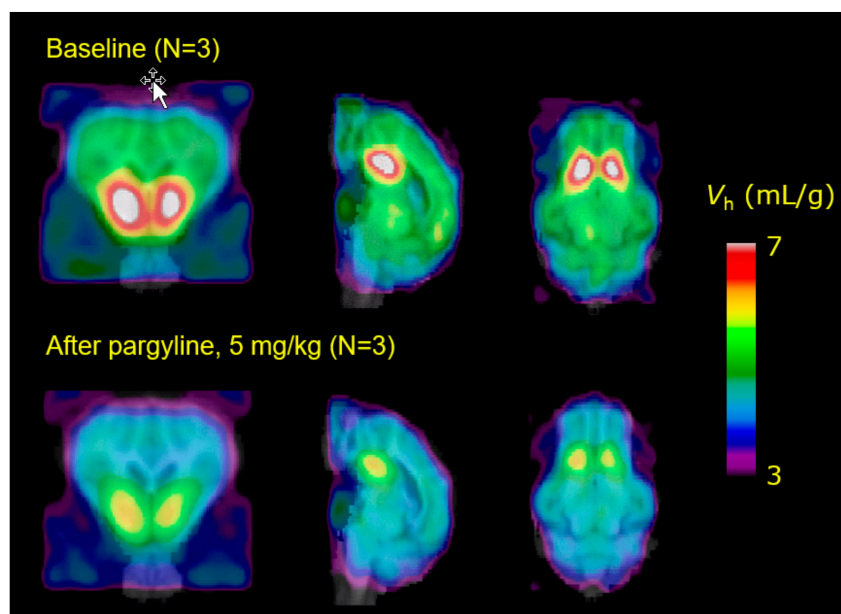 Baseline (N=3)
Vh (mL/g)
7
After pargyline, 5 mg/kg (N=3)
3